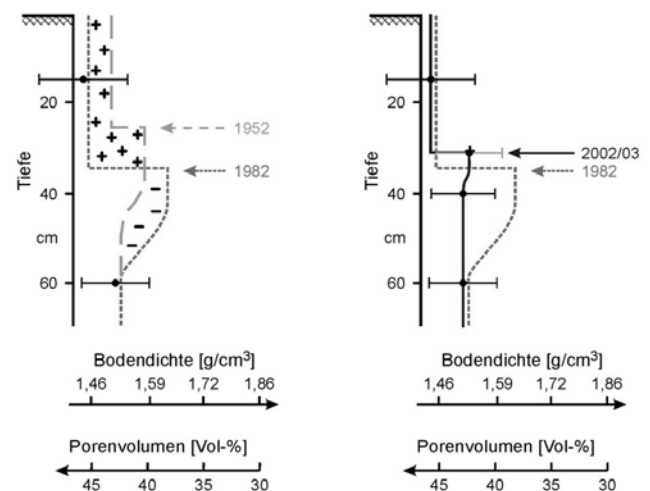 20
1952
1982
Tiefe
40
cm
60
Bodendichte [g/cm³]
1,46 1,59 1,72 1,86
Porenvolumen [Vol-%]
45 40 35 30
20
2002/03
1982
Tiefe
40
cm
60
Bodendichte [g/cm³]
1,46 1,59 1,72 1,86
Porenvolumen [Vol-%]
45 40 35 30